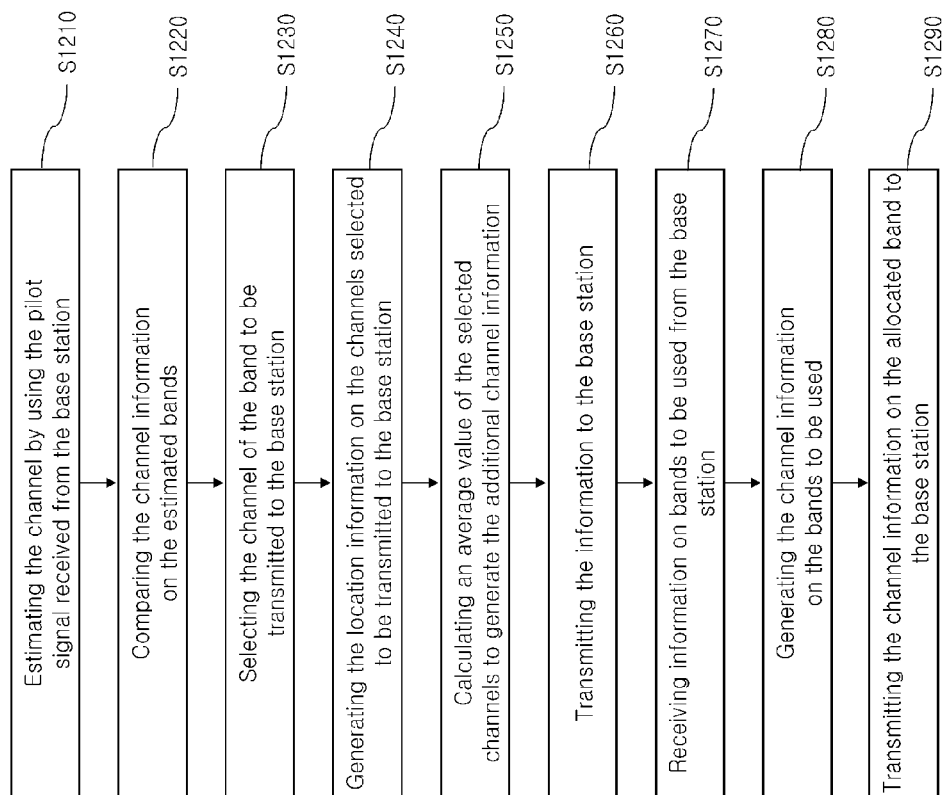 Estimating the channel by using the pilot
signal received from the base station
S1210
Comparing the channel information
on the estimated bands
S1220
Selecting the channel of the band to be
transmitted to the base station
S1230
Generating the location information on the channels selected
to be transmitted to the base station
S1240
Calculating an average value of the selected
channels to generate the additional channel information
S1250
Transmitting the information to the base station
S1260
Receiving information on bands to be used from the base
station
S1270
Generating the channel information
on the bands to be used
S1280
Transmitting the channel information on the allocated band to
the base station
S1290